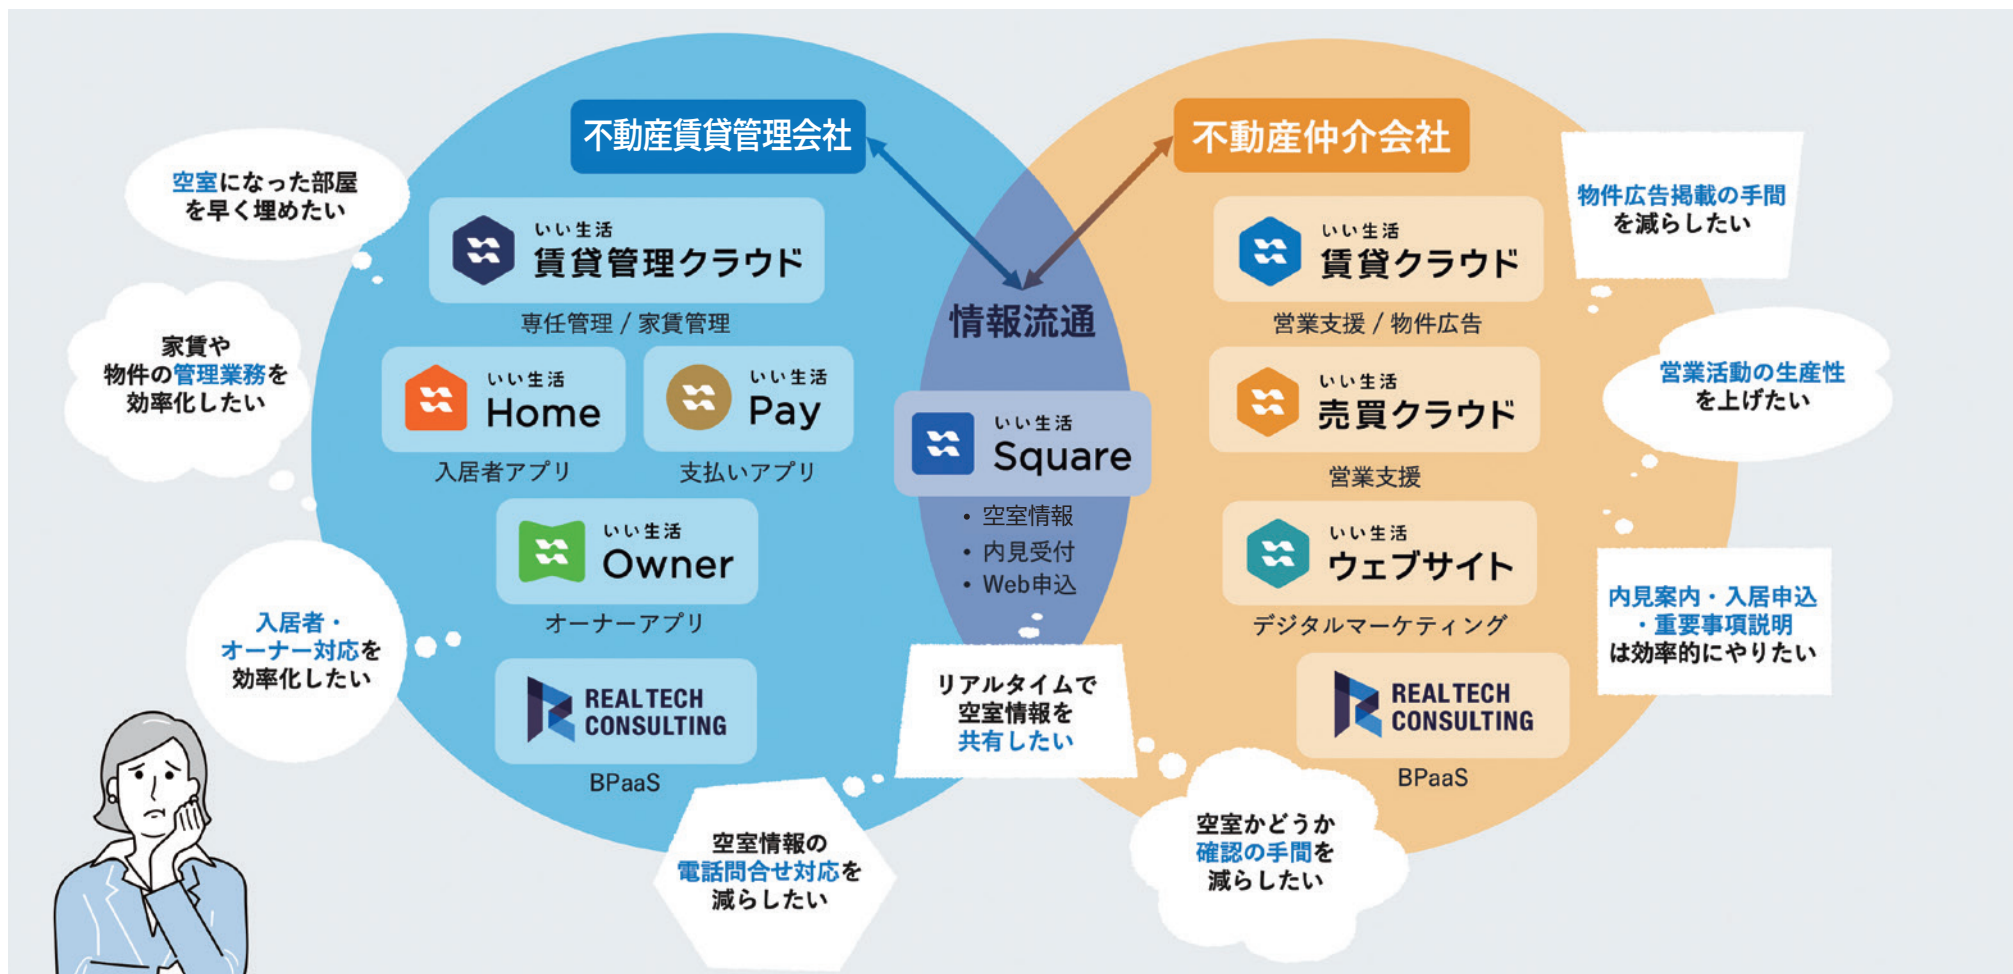 不動産賃貸管理会社
不動産仲介会社
空室になった部屋
を早く埋めたい
家賃や
物件の管理業務を
効率化したい
入居者・
オーナー対応を
効率化したい
いい生活
賃貸管理クラウド
専任管理 / 家賃管理
いい生活
Home
入居者アプリ
いい生活
Pay
支払いアプリ
いい生活
Owner
オーナーアプリ
REALTECH
CONSULTING
BPaaS
情報流通
いい生活
Square
• 空室情報
• 内見受付
• Web申込
リアルタイムで
空室情報を
共有したい
空室情報の
電話問合せ対応を
減らしたい
空室かどうか
確認の手間を
減らしたい
いい生活
賃貸クラウド
営業支援 / 物件広告
いい生活
売買クラウド
営業支援
いい生活
ウェブサイト
デジタルマーケティング
REALTECH
CONSULTING
BPaaS
物件広告掲載の手間
を減らしたい
営業活動の生産性
を上げたい
内見案内・入居申込
・重要事項説明
は効率的にやりたい